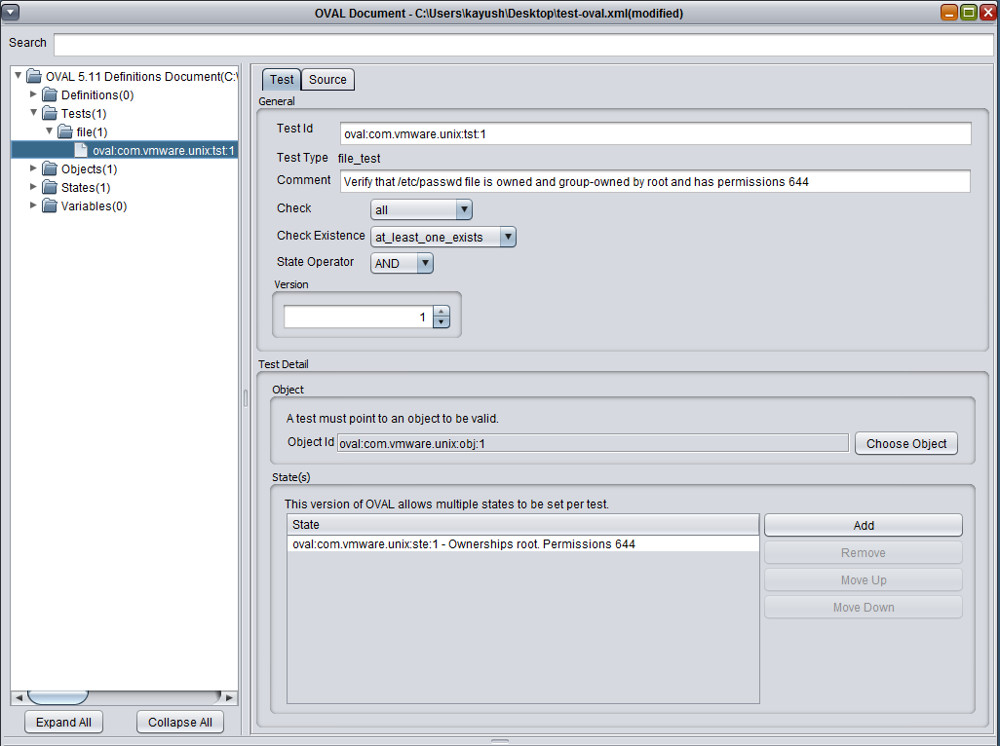 OVAL Document - C:\Users\kayush\Desktop\test-oval.xml(modified)
Search
OVAL 5.11 Definitions Document(C:\
Definitions(0)
Tests(1)
file(1)
oval:com.vmware.unix:tst:1
Objects(1)
States(1)
Variables(0)
Expand All Collapse All
Test Source
General
Test Id oval:com.vmware.unix:tst:1
Test Type file_test
Comment Verify that /etc/passwd file is owned and group-owned by root and has permissions 644
Check all
Check Existence at_least_one_exists
State Operator AND
Version
1
Test Detail
Object
A test must point to an object to be valid.
Object Id oval:com.vmware.unix:obj:1 Choose Object
State(s)
This version of OVAL allows multiple states to be set per test.
State
oval:com.vmware.unix:ste:1 - Ownerships root. Permissions 644
Add
Remove
Move Up
Move Down